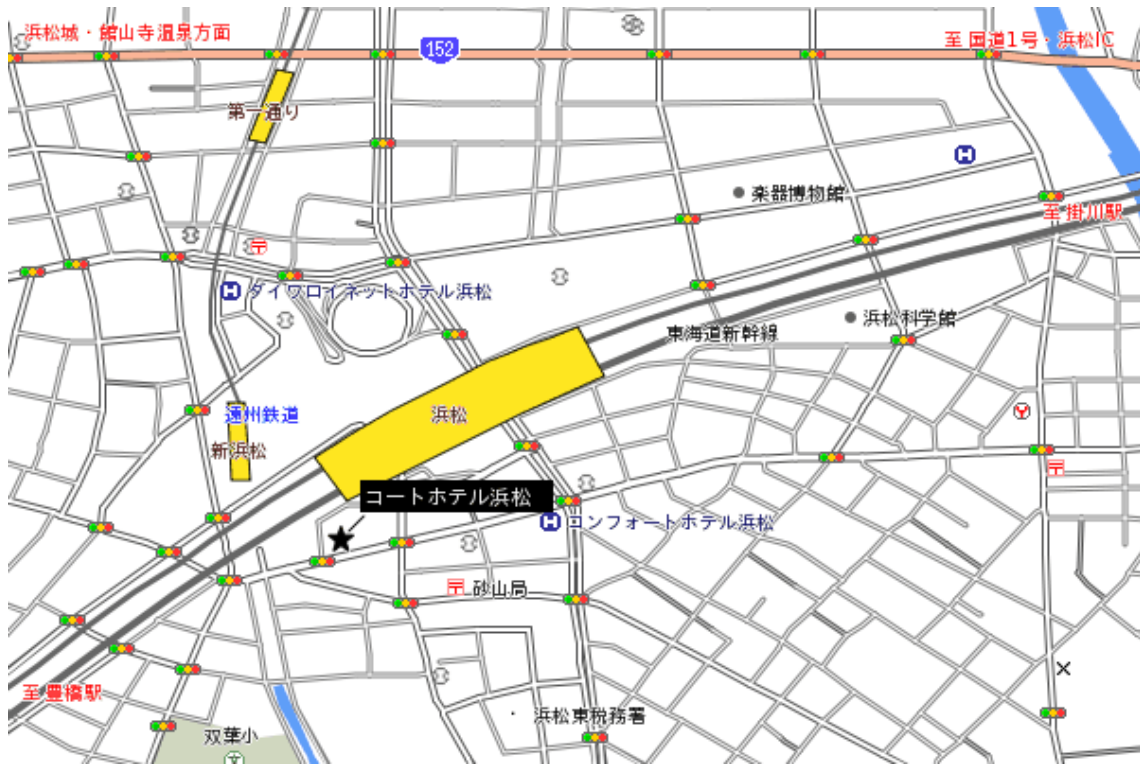 浜松城・舘山寺温泉方面
152
至 国道1号・浜松IC
第一通り
H
楽器博物館
至掛川駅
〒
H ダイワロイネットホテル浜松
浜松科学館
東海道新幹線
遠州鉄道
浜松
新浜松
Y
〒
コートホテル浜松
H コンフォートホテル浜松
〒 砂山局
至豊橋駅
浜松東税務署
双葉小
文